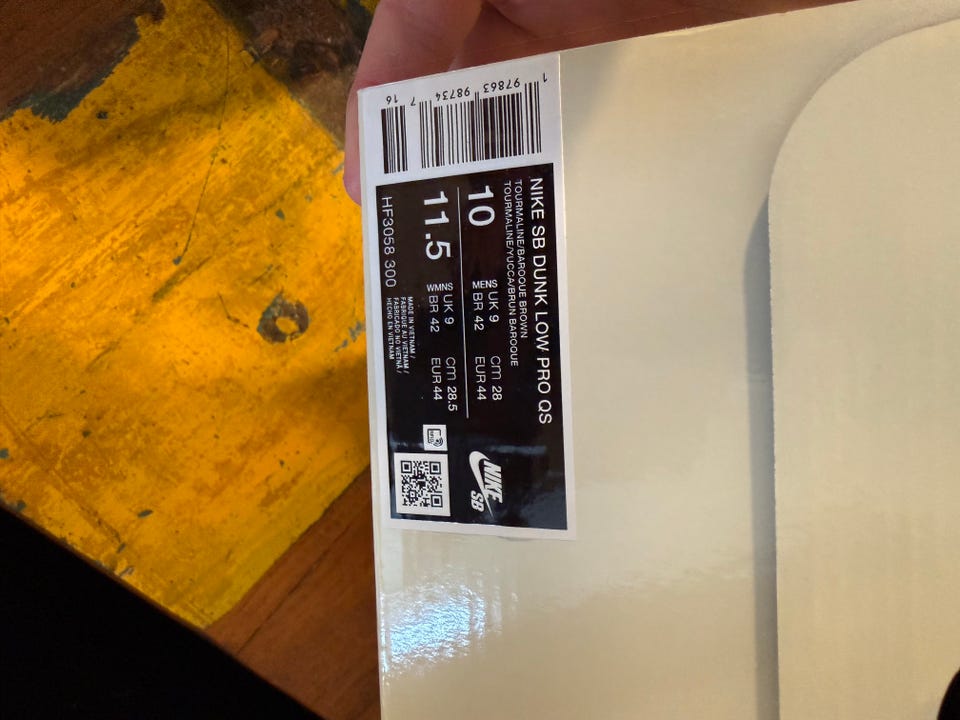 1 97863 98734 7 16
NIKE SB DUNK LOW PRO QS
TOURMALINE/BAROQUE BROWN
TOURMALINE/YUCCA/BRUN BAROQUE
10 MENS UK 9 CM 28
BR 42 EUR 44
11.5 WMNS UK 9 CM 28.5
BR 42 EUR 44
HF3058 300
MADE IN VIETNAM /
FABRIQUÉ AU VIETNAM /
FABRICADO NO VIETNÃ /
HECHO EN VIETNAM
NIKE
SB